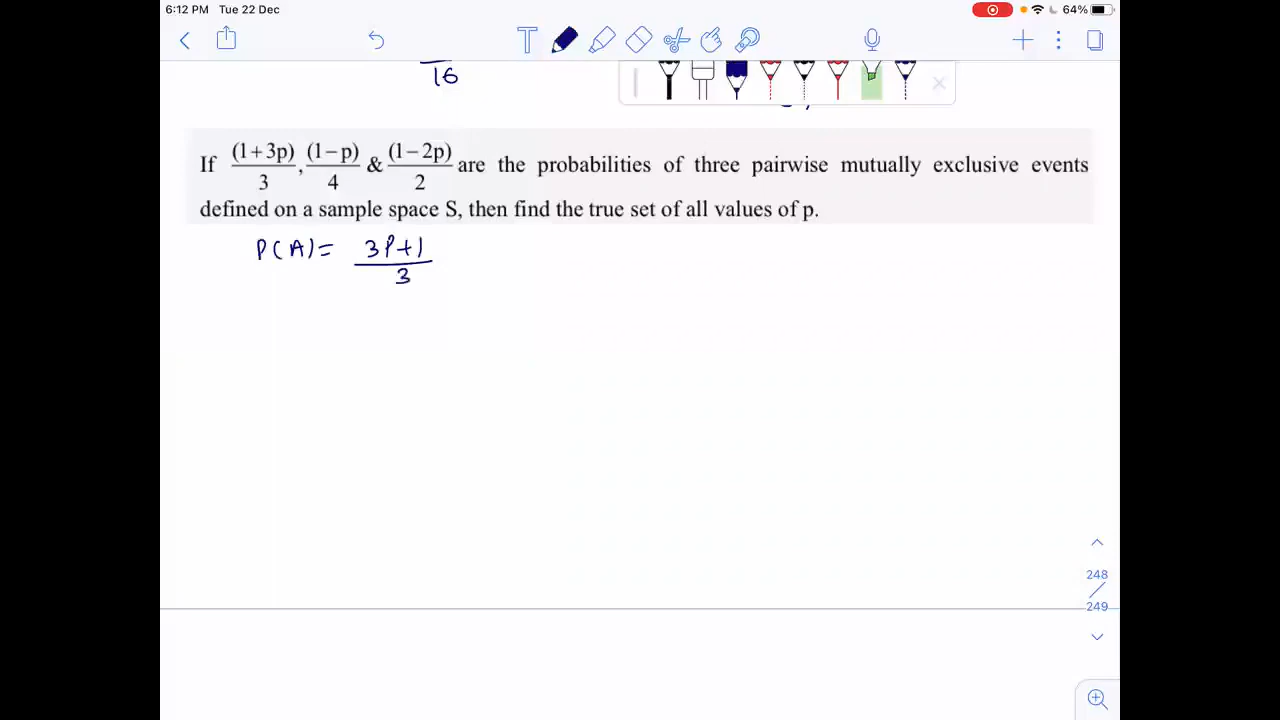 6:12 PM Tue 22 Dec
64%
T
16
If (1+3p)/3, (1−p)/4 & (1−2p)/2 are the probabilities of three pairwise mutually exclusive events
defined on a sample space S, then find the true set of all values of p.
P(A) = 3P+1/3
248
249